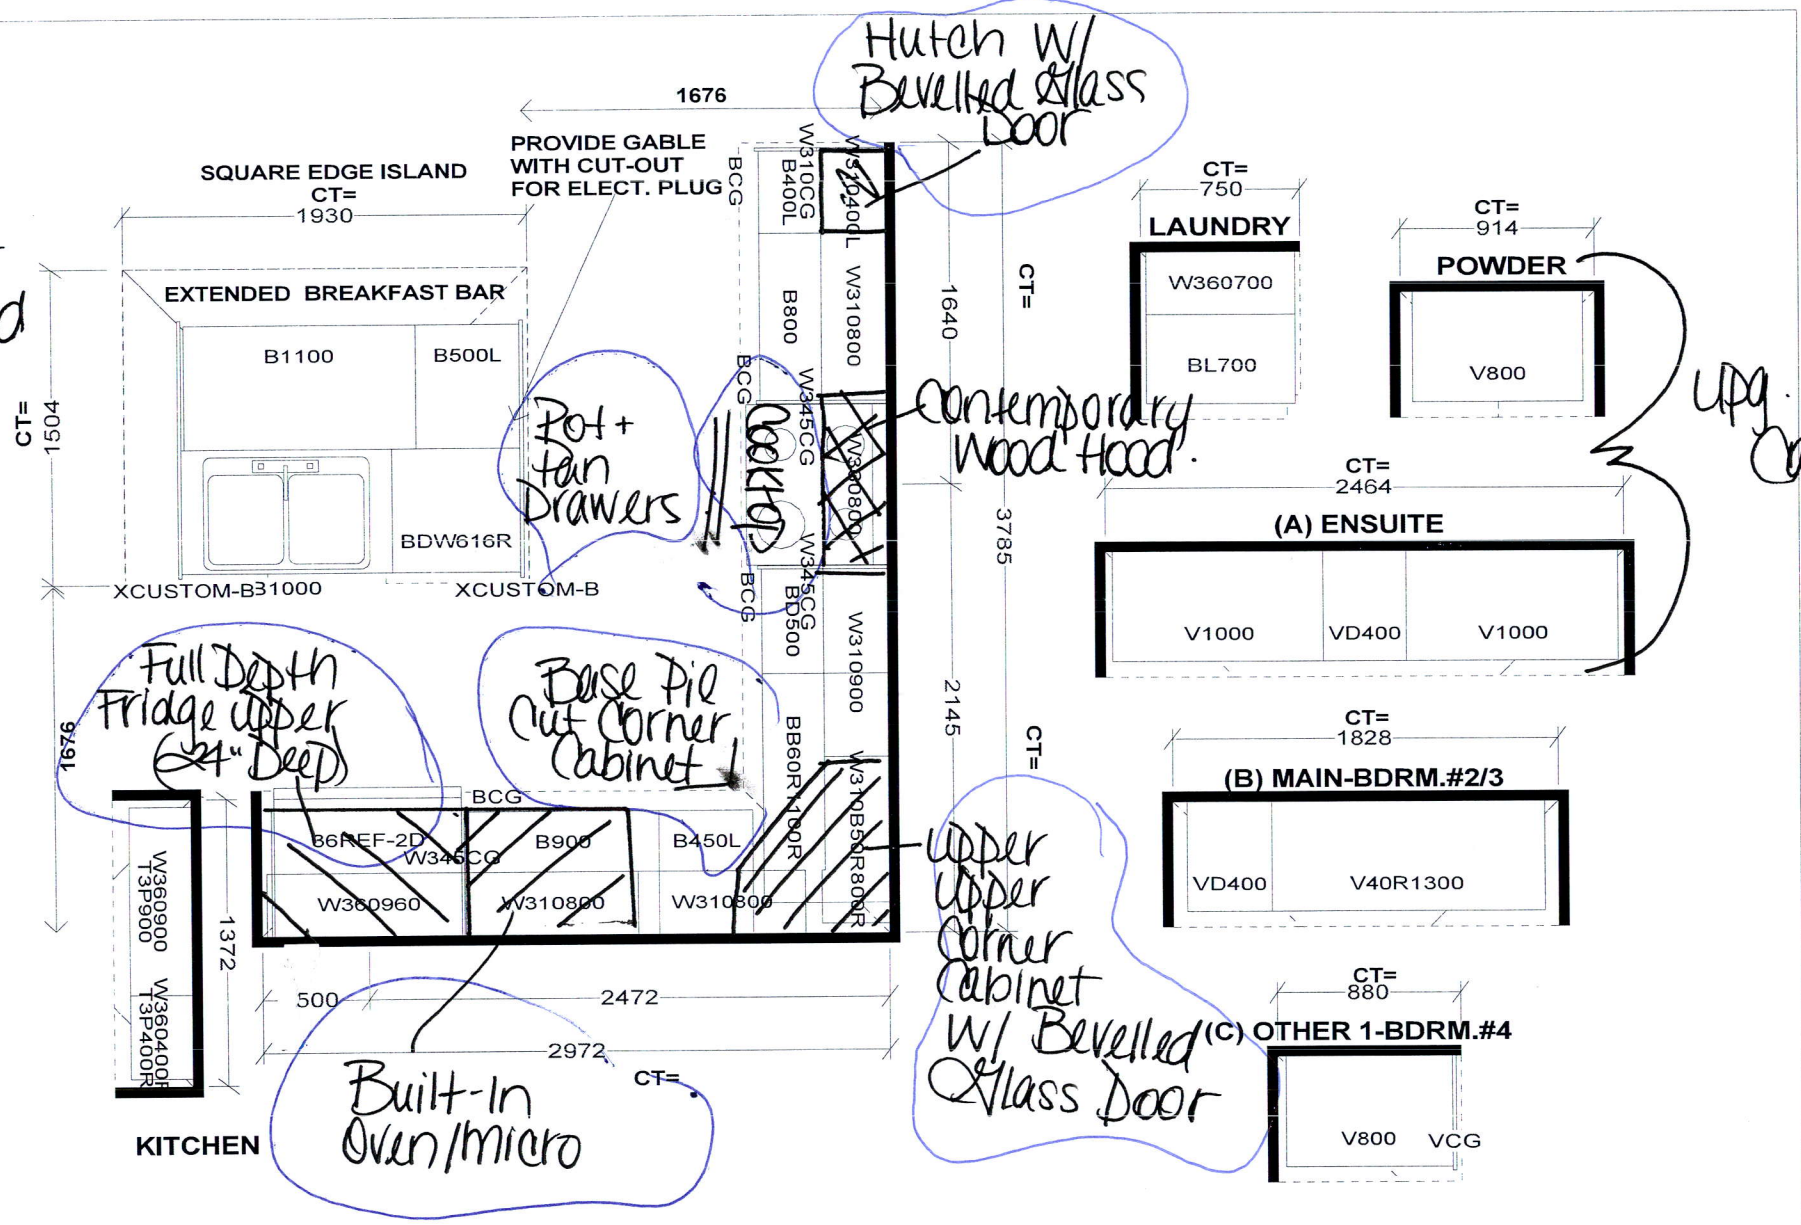 Hutch W/
Bevelled Glass
Door
1676
PROVIDE GABLE
WITH CUT-OUT
FOR ELECT. PLUG
SQUARE EDGE ISLAND
CT=
1930
EXTENDED BREAKFAST BAR
B1100
B500L
CT=
1504
BDW616R
XCUSTOM-B
31000
XCUSTOM-B
Pot +
Pan
Drawers
BCG
W310CG
B400L
W310400L
B800
W310800
BCG
W345CG
Cooktop
W300800
Contemporary
Wood Hood.
W345CG
BCG
BD500
W310900
BB60R1100R
W310B50R800R
1640
CT=
3785
2145
CT=
Full Depth
Fridge Upper
(24" Deep)
1676
Base Pie
Cut Corner
Cabinet
BCG
36REF-2D
W345CG
B900
B450L
W360960
W310800
W310800
Upper
Upper
Corner
Cabinet
W/ Bevelled
Glass Door
W360900
T3P900
W360400R
T3P400R
1372
500
2472
2972
CT=
Built-In
Oven/Micro
KITCHEN
CT=
750
LAUNDRY
W360700
BL700
CT=
914
POWDER
V800
upg.
CT=
2464
(A) ENSUITE
V1000
VD400
V1000
CT=
1828
(B) MAIN-BDRM.#2/3
VD400
V40R1300
CT=
880
(C) OTHER 1-BDRM.#4
V800
VCG